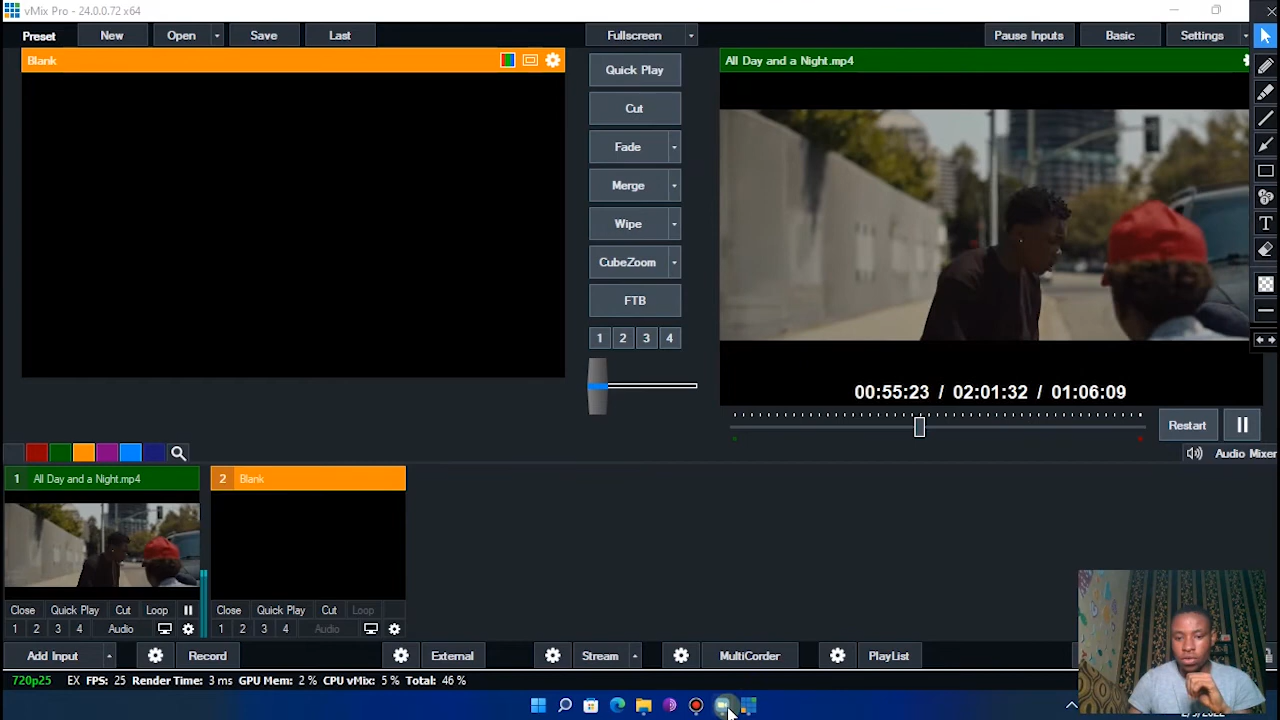 vMix Pro - 24.0.0.72 x64
Preset New Open Save Last Fullscreen Pause Inputs Basic Settings
Blank
All Day and a Night.mp4
Quick Play
Cut
Fade
Merge
Wipe
CubeZoom
FTB
1 2 3 4
00:55:23 / 02:01:32 / 01:06:09
Restart
Audio Mixer
1 All Day and a Night.mp4
2 Blank
Close Quick Play Cut Loop
Close Quick Play Cut Loop
1 2 3 4 Audio
1 2 3 4 Audio
Add Input Record External Stream MultiCorder PlayList
720p25 EX FPS: 25 Render Time: 3 ms GPU Mem: 2 % CPU vMix: 5 % Total: 46 %